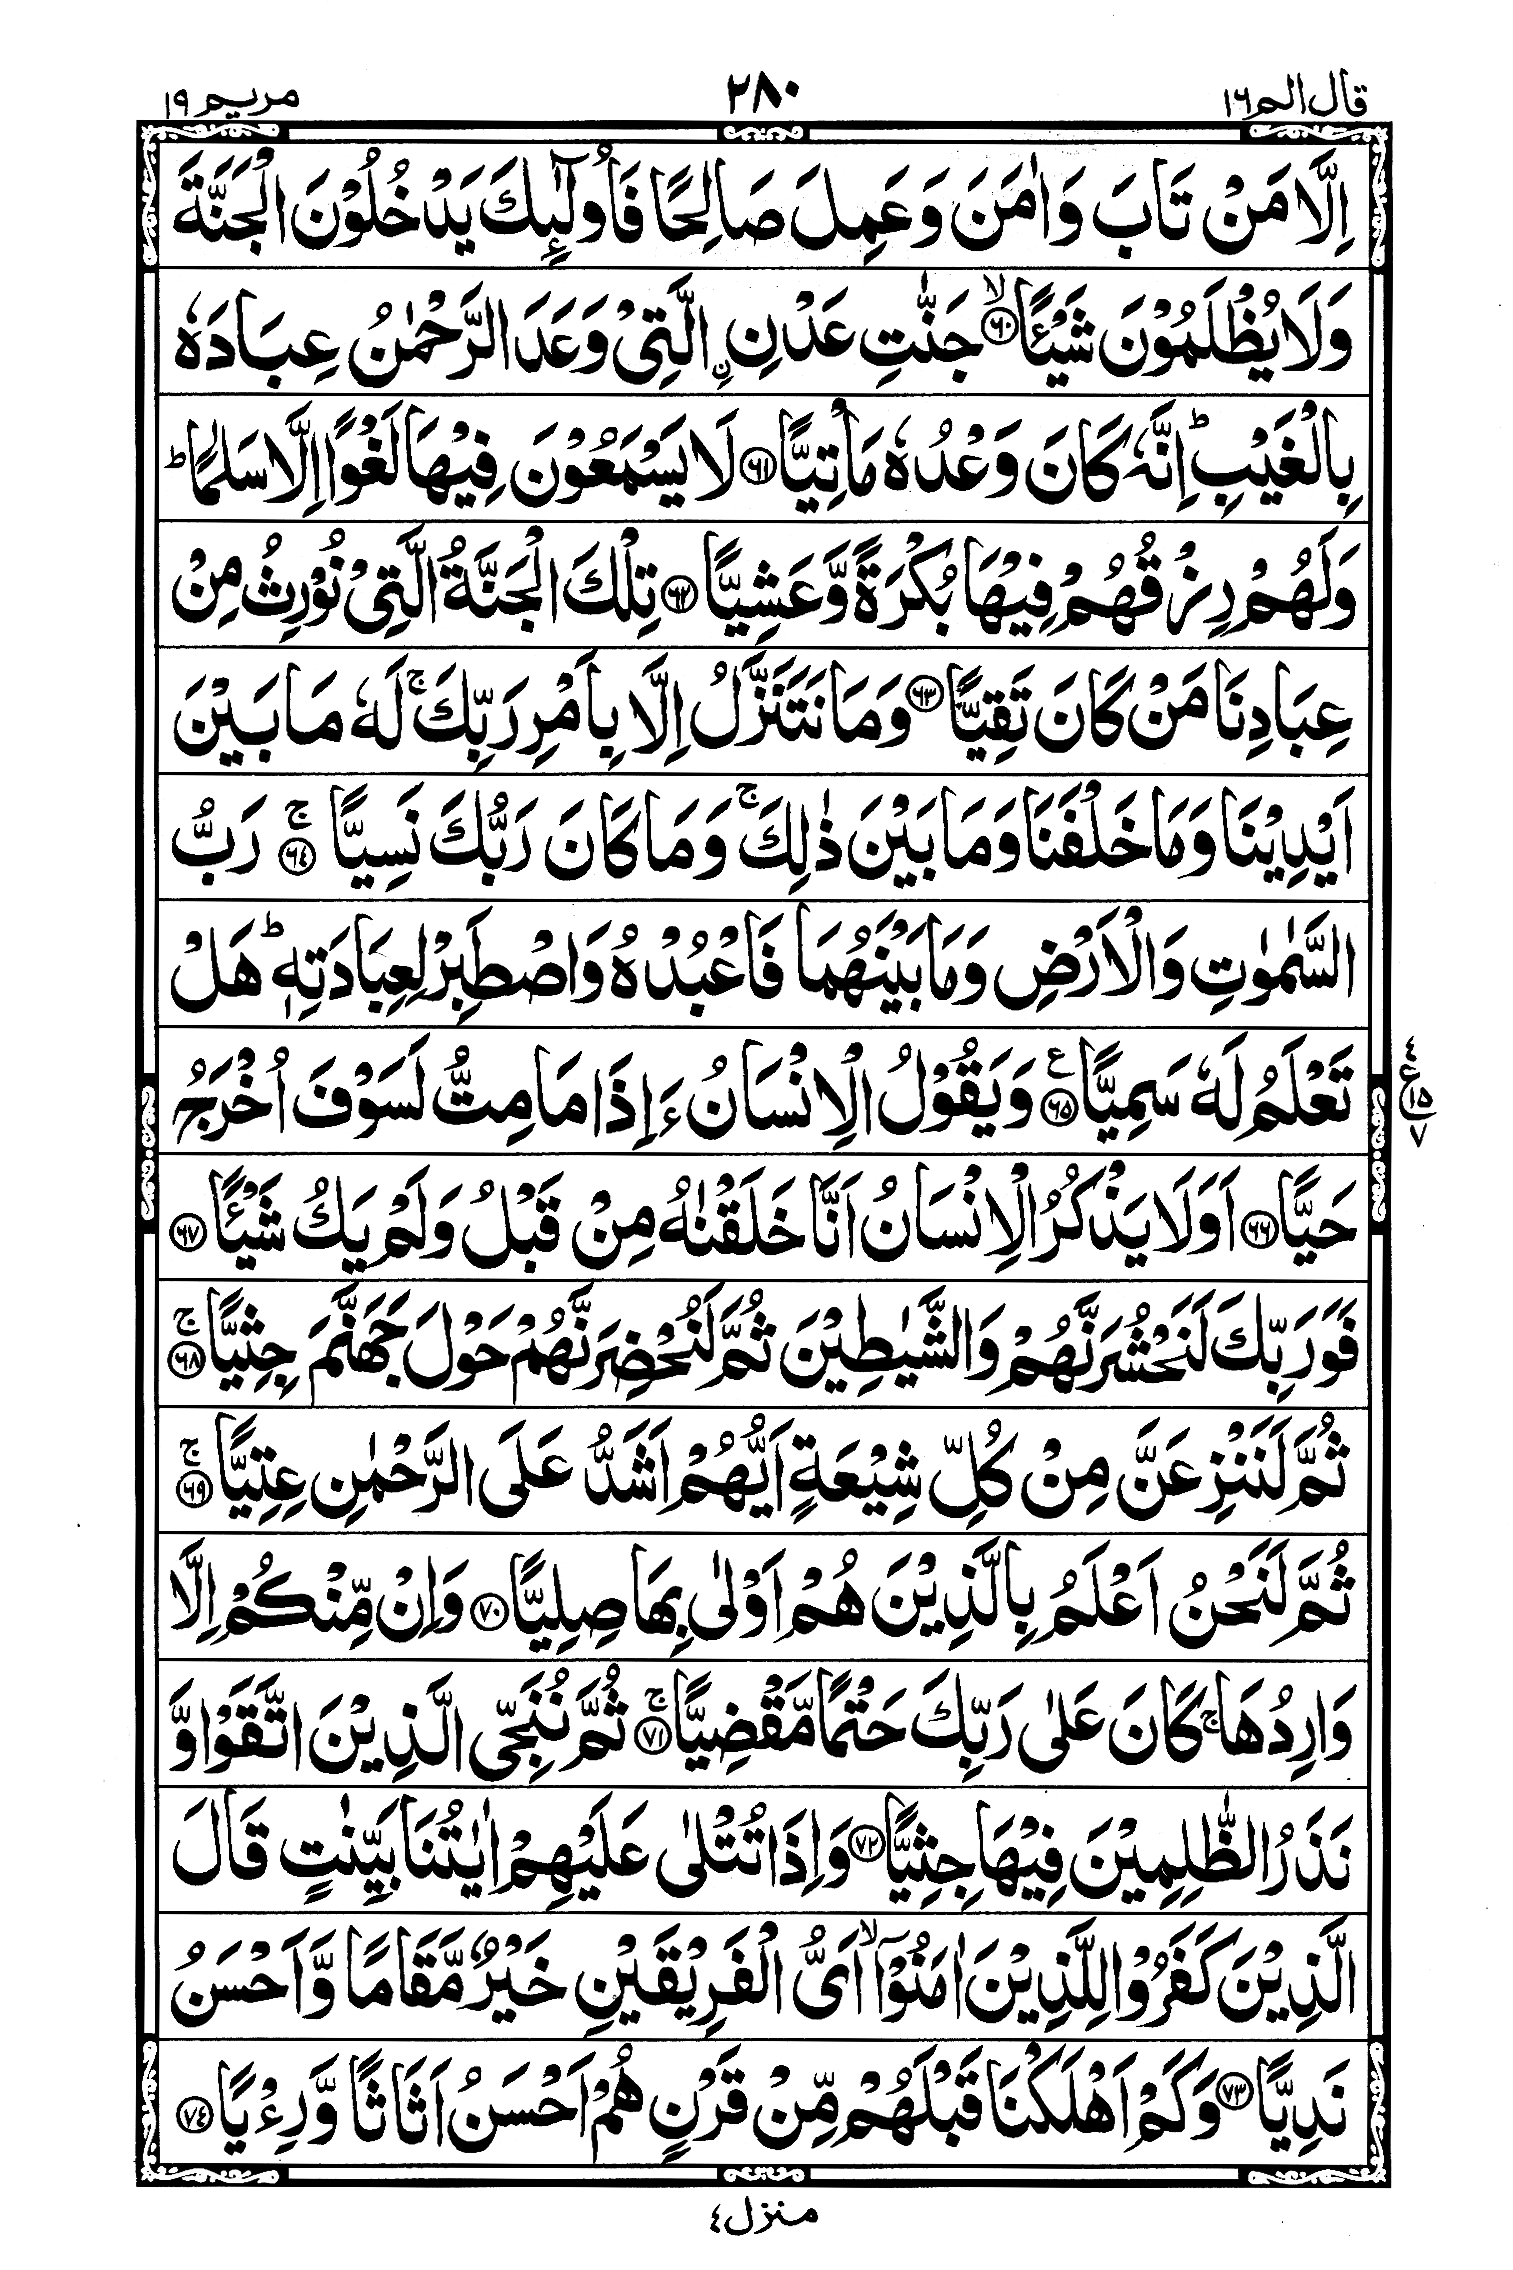 قال الم ١٦
٢٨٠
مريم ١٩
اِلَّا مَنْ تَابَ وَاٰمَنَ وَعَمِلَ صَالِحًا فَاُولٰٓئِكَ يَدْخُلُوْنَ الْجَنَّةَ
وَلَا يُظْلَمُوْنَ شَيْـًٔا ۙ‏﴿٦٠﴾ جَنّٰتِ عَدْنِ ۨ الَّتِىْ وَعَدَ الرَّحْمٰنُ عِبَادَهٗ
بِالْغَيْبِ ؕ اِنَّهٗ كَانَ وَعْدُهٗ مَاْتِيًّا ﴿٦١﴾ لَا يَسْمَعُوْنَ فِيْهَا لَغْوًا اِلَّا سَلٰمًا ؕ
وَلَهُمْ رِزْقُهُمْ فِيْهَا بُكْرَةً وَّعَشِيًّا ﴿٦٢﴾ تِلْكَ الْجَنَّةُ الَّتِىْ نُوْرِثُ مِنْ
عِبَادِنَا مَنْ كَانَ تَقِيًّا ﴿٦٣﴾ وَمَا نَتَنَزَّلُ اِلَّا بِاَمْرِ رَبِّكَ ۚ لَهٗ مَا بَيْنَ
اَيْدِيْنَا وَمَا خَلْفَنَا وَمَا بَيْنَ ذٰلِكَ ۚ وَمَا كَانَ رَبُّكَ نَسِيًّا ۚ ﴿٦٤﴾ رَبُّ
السَّمٰوٰتِ وَالْاَرْضِ وَمَا بَيْنَهُمَا فَاعْبُدْهُ وَاصْطَبِرْ لِعِبَادَتِهٖ ؕ هَلْ
تَعْلَمُ لَهٗ سَمِيًّا ﴿٦٥﴾ ع وَيَقُوْلُ الْاِنْسَانُ ءَاِذَا مَا مِتُّ لَسَوْفَ اُخْرَجُ
٤
ع
١٥
٧
حَيًّا ﴿٦٦﴾ اَوَلَا يَذْكُرُ الْاِنْسَانُ اَنَّا خَلَقْنٰهُ مِنْ قَبْلُ وَلَمْ يَكُ شَيْـًٔا ﴿٦٧﴾
فَوَرَبِّكَ لَنَحْشُرَنَّهُمْ وَالشَّيٰطِيْنَ ثُمَّ لَنُحْضِرَنَّهُمْ حَوْلَ جَهَنَّمَ جِثِيًّا ۚ ﴿٦٨﴾
ثُمَّ لَنَنْزِعَنَّ مِنْ كُلِّ شِيْعَةٍ اَيُّهُمْ اَشَدُّ عَلَى الرَّحْمٰنِ عِتِيًّا ۚ ﴿٦٩﴾
ثُمَّ لَنَحْنُ اَعْلَمُ بِالَّذِيْنَ هُمْ اَوْلٰى بِهَا صِلِيًّا ﴿٧٠﴾ وَاِنْ مِّنْكُمْ اِلَّا
وَارِدُهَا ۚ كَانَ عَلٰى رَبِّكَ حَتْمًا مَّقْضِيًّا ۚ ﴿٧١﴾ ثُمَّ نُنَجِّى الَّذِيْنَ اتَّقَوْا وَّ
نَذَرُ الظّٰلِمِيْنَ فِيْهَا جِثِيًّا ﴿٧٢﴾ وَاِذَا تُتْلٰى عَلَيْهِمْ اٰيٰتُنَا بَيِّنٰتٍ قَالَ
الَّذِيْنَ كَفَرُوْا لِلَّذِيْنَ اٰمَنُوْۤا ۙ اَىُّ الْفَرِيْقَيْنِ خَيْرٌ مَّقَامًا وَّاَحْسَنُ
نَدِيًّا ﴿٧٣﴾ وَكَمْ اَهْلَكْنَا قَبْلَهُمْ مِّنْ قَرْنٍ هُمْ اَحْسَنُ اَثَاثًا وَّرِءْيًا ﴿٧٤﴾
منزل ٤